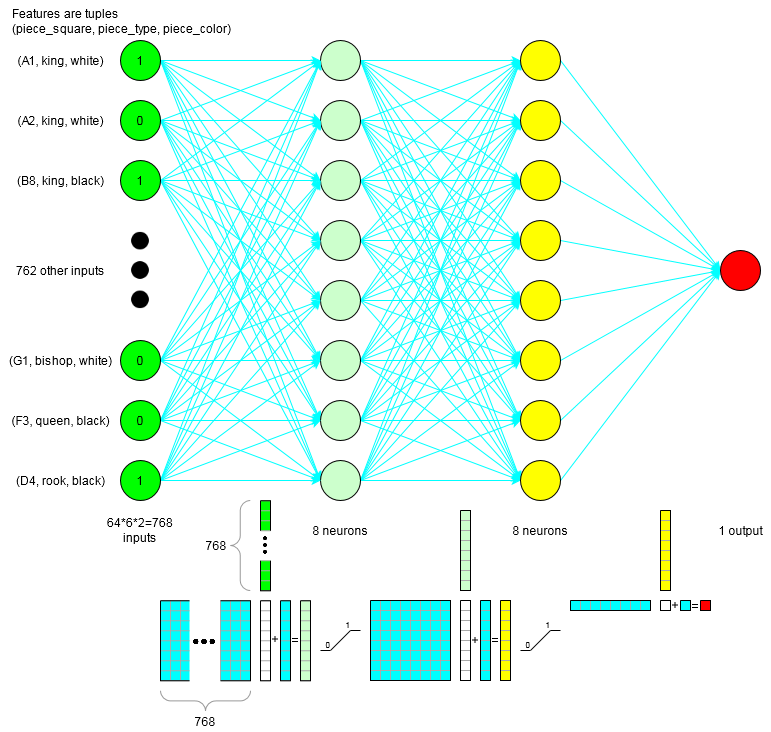 Features are tuples
(piece_square, piece_type, piece_color)
(A1, king, white)
1
(A2, king, white)
0
(B8, king, black)
1
762 other inputs
(G1, bishop, white)
0
(F3, queen, black)
0
(D4, rook, black)
1
64*6*2=768
inputs
768
8 neurons
8 neurons
1 output
+
=
0
1
+
=
0
1
+
=
768